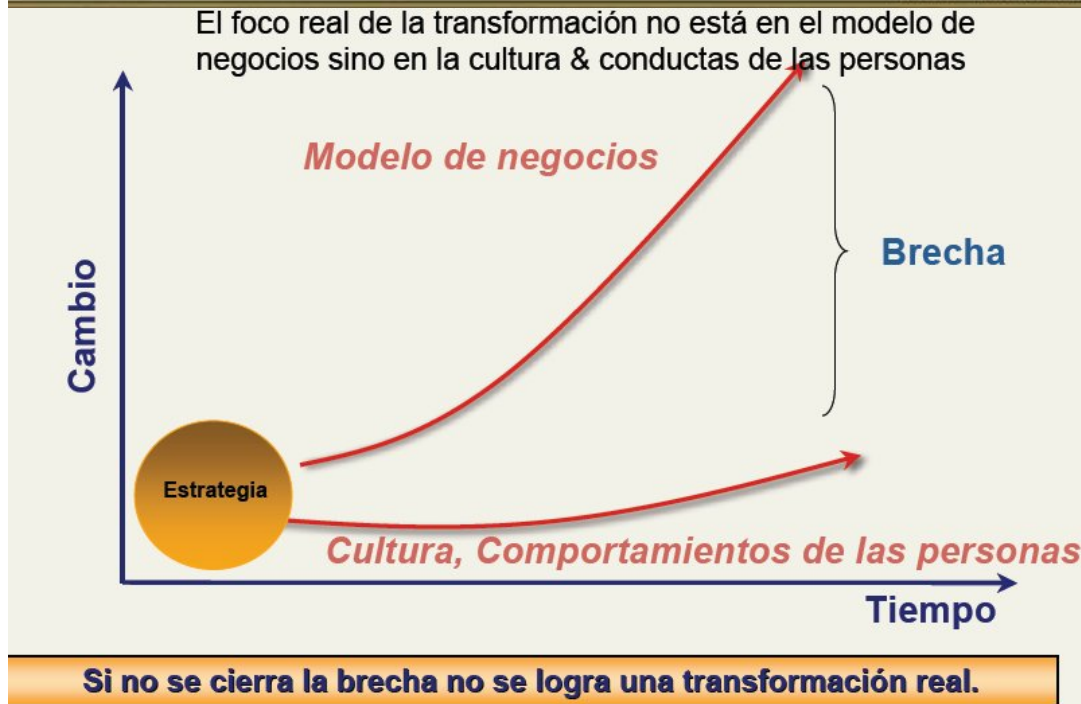 El foco real de la transformación no está en el modelo de
negocios sino en la cultura & conductas de las personas
Modelo de negocios
Brecha
Cambio
Estrategia
Cultura, Comportamientos de las personas
Tiempo
Si no se cierra la brecha no se logra una transformación real.